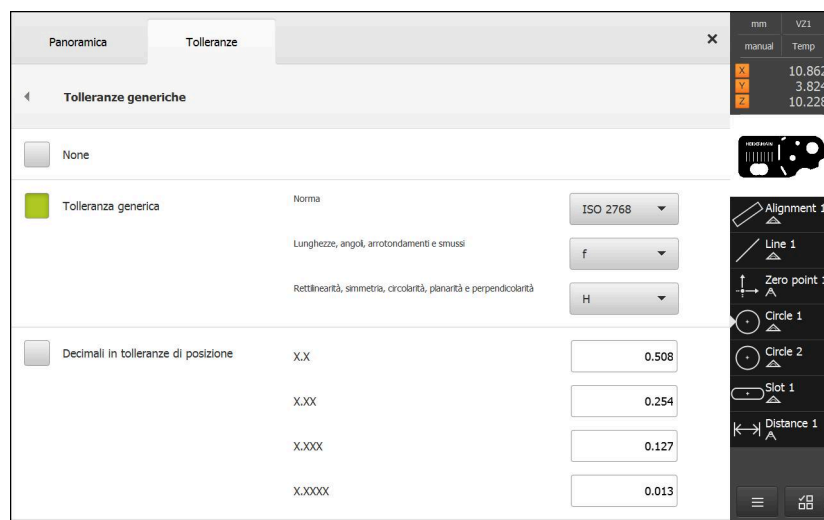 Panoramica
Tolleranze
×
mm
VZ1
manual
Temp
X 10.862
Y 3.824
Z 10.228
Tolleranze generiche
None
Tolleranza generica
Norma
ISO 2768
Lunghezze, angoli, arrotondamenti e smussi
f
Rettilinearità, simmetria, circolarità, planarità e perpendicolarità
H
Decimali in tolleranze di posizione
X.X
0.508
X.XX
0.254
X.XXX
0.127
X.XXXX
0.013
HEIDENHAIN
Alignment 1
Line 1
Zero point 1
Circle 1
Circle 2
Slot 1
Distance 1